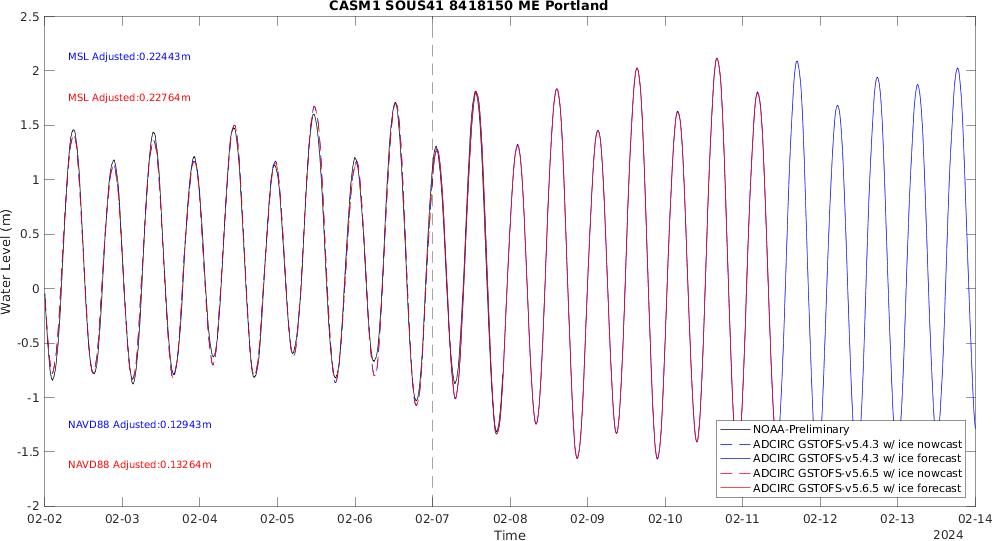 CASM1 SOUS41 8418150 ME Portland
2.5
2
1.5
1
0.5
0
-0.5
-1
-1.5
-2
Water Level (m)
MSL Adjusted:0.22443m
MSL Adjusted:0.22764m
NAVD88 Adjusted:0.12943m
NAVD88 Adjusted:0.13264m
NOAA-Preliminary
ADCIRC GSTOFS-v5.4.3 w/ ice nowcast
ADCIRC GSTOFS-v5.4.3 w/ ice forecast
ADCIRC GSTOFS-v5.6.5 w/ ice nowcast
ADCIRC GSTOFS-v5.6.5 w/ ice forecast
02-02 02-03 02-04 02-05 02-06 02-07 02-08 02-09 02-10 02-11 02-12 02-13 02-14
Time
2024